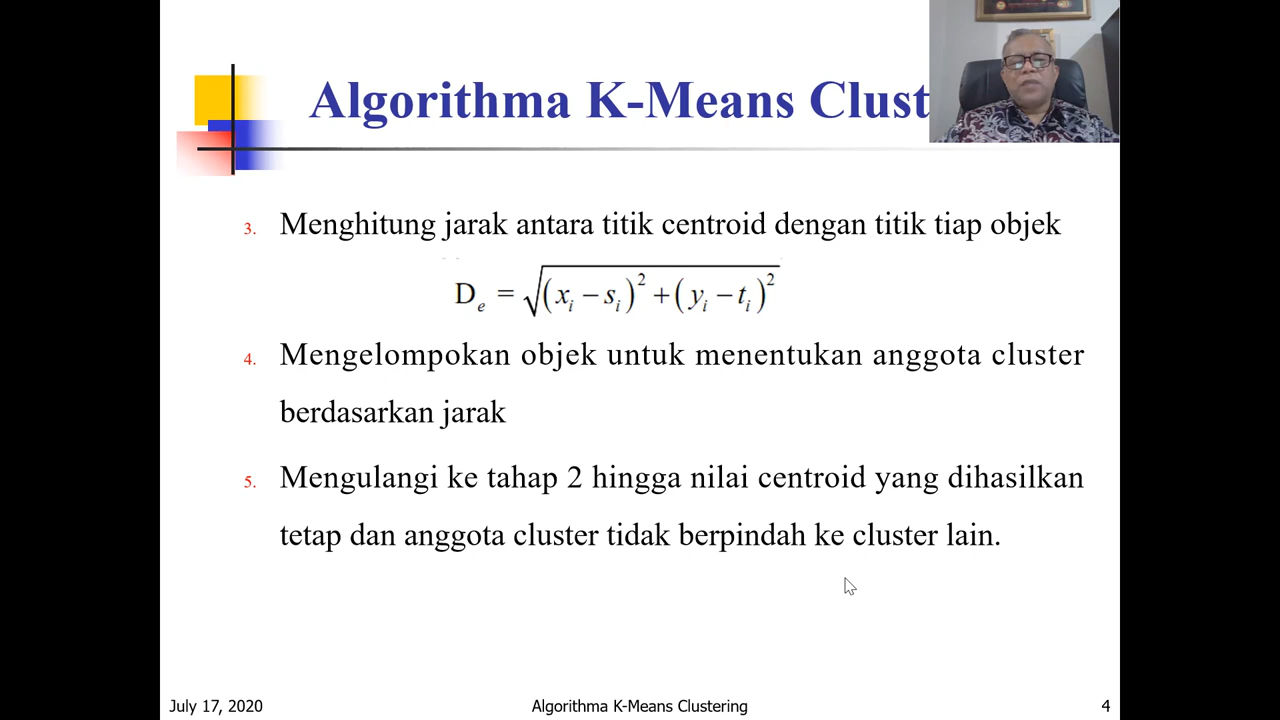 Algorithma K-Means Clust
3. Menghitung jarak antara titik centroid dengan titik tiap objek
D_e = √((x_i − s_i)^2 + (y_i − t_i)^2)
4. Mengelompokan objek untuk menentukan anggota cluster
berdasarkan jarak
5. Mengulangi ke tahap 2 hingga nilai centroid yang dihasilkan
tetap dan anggota cluster tidak berpindah ke cluster lain.
July 17, 2020 Algorithma K-Means Clustering 4